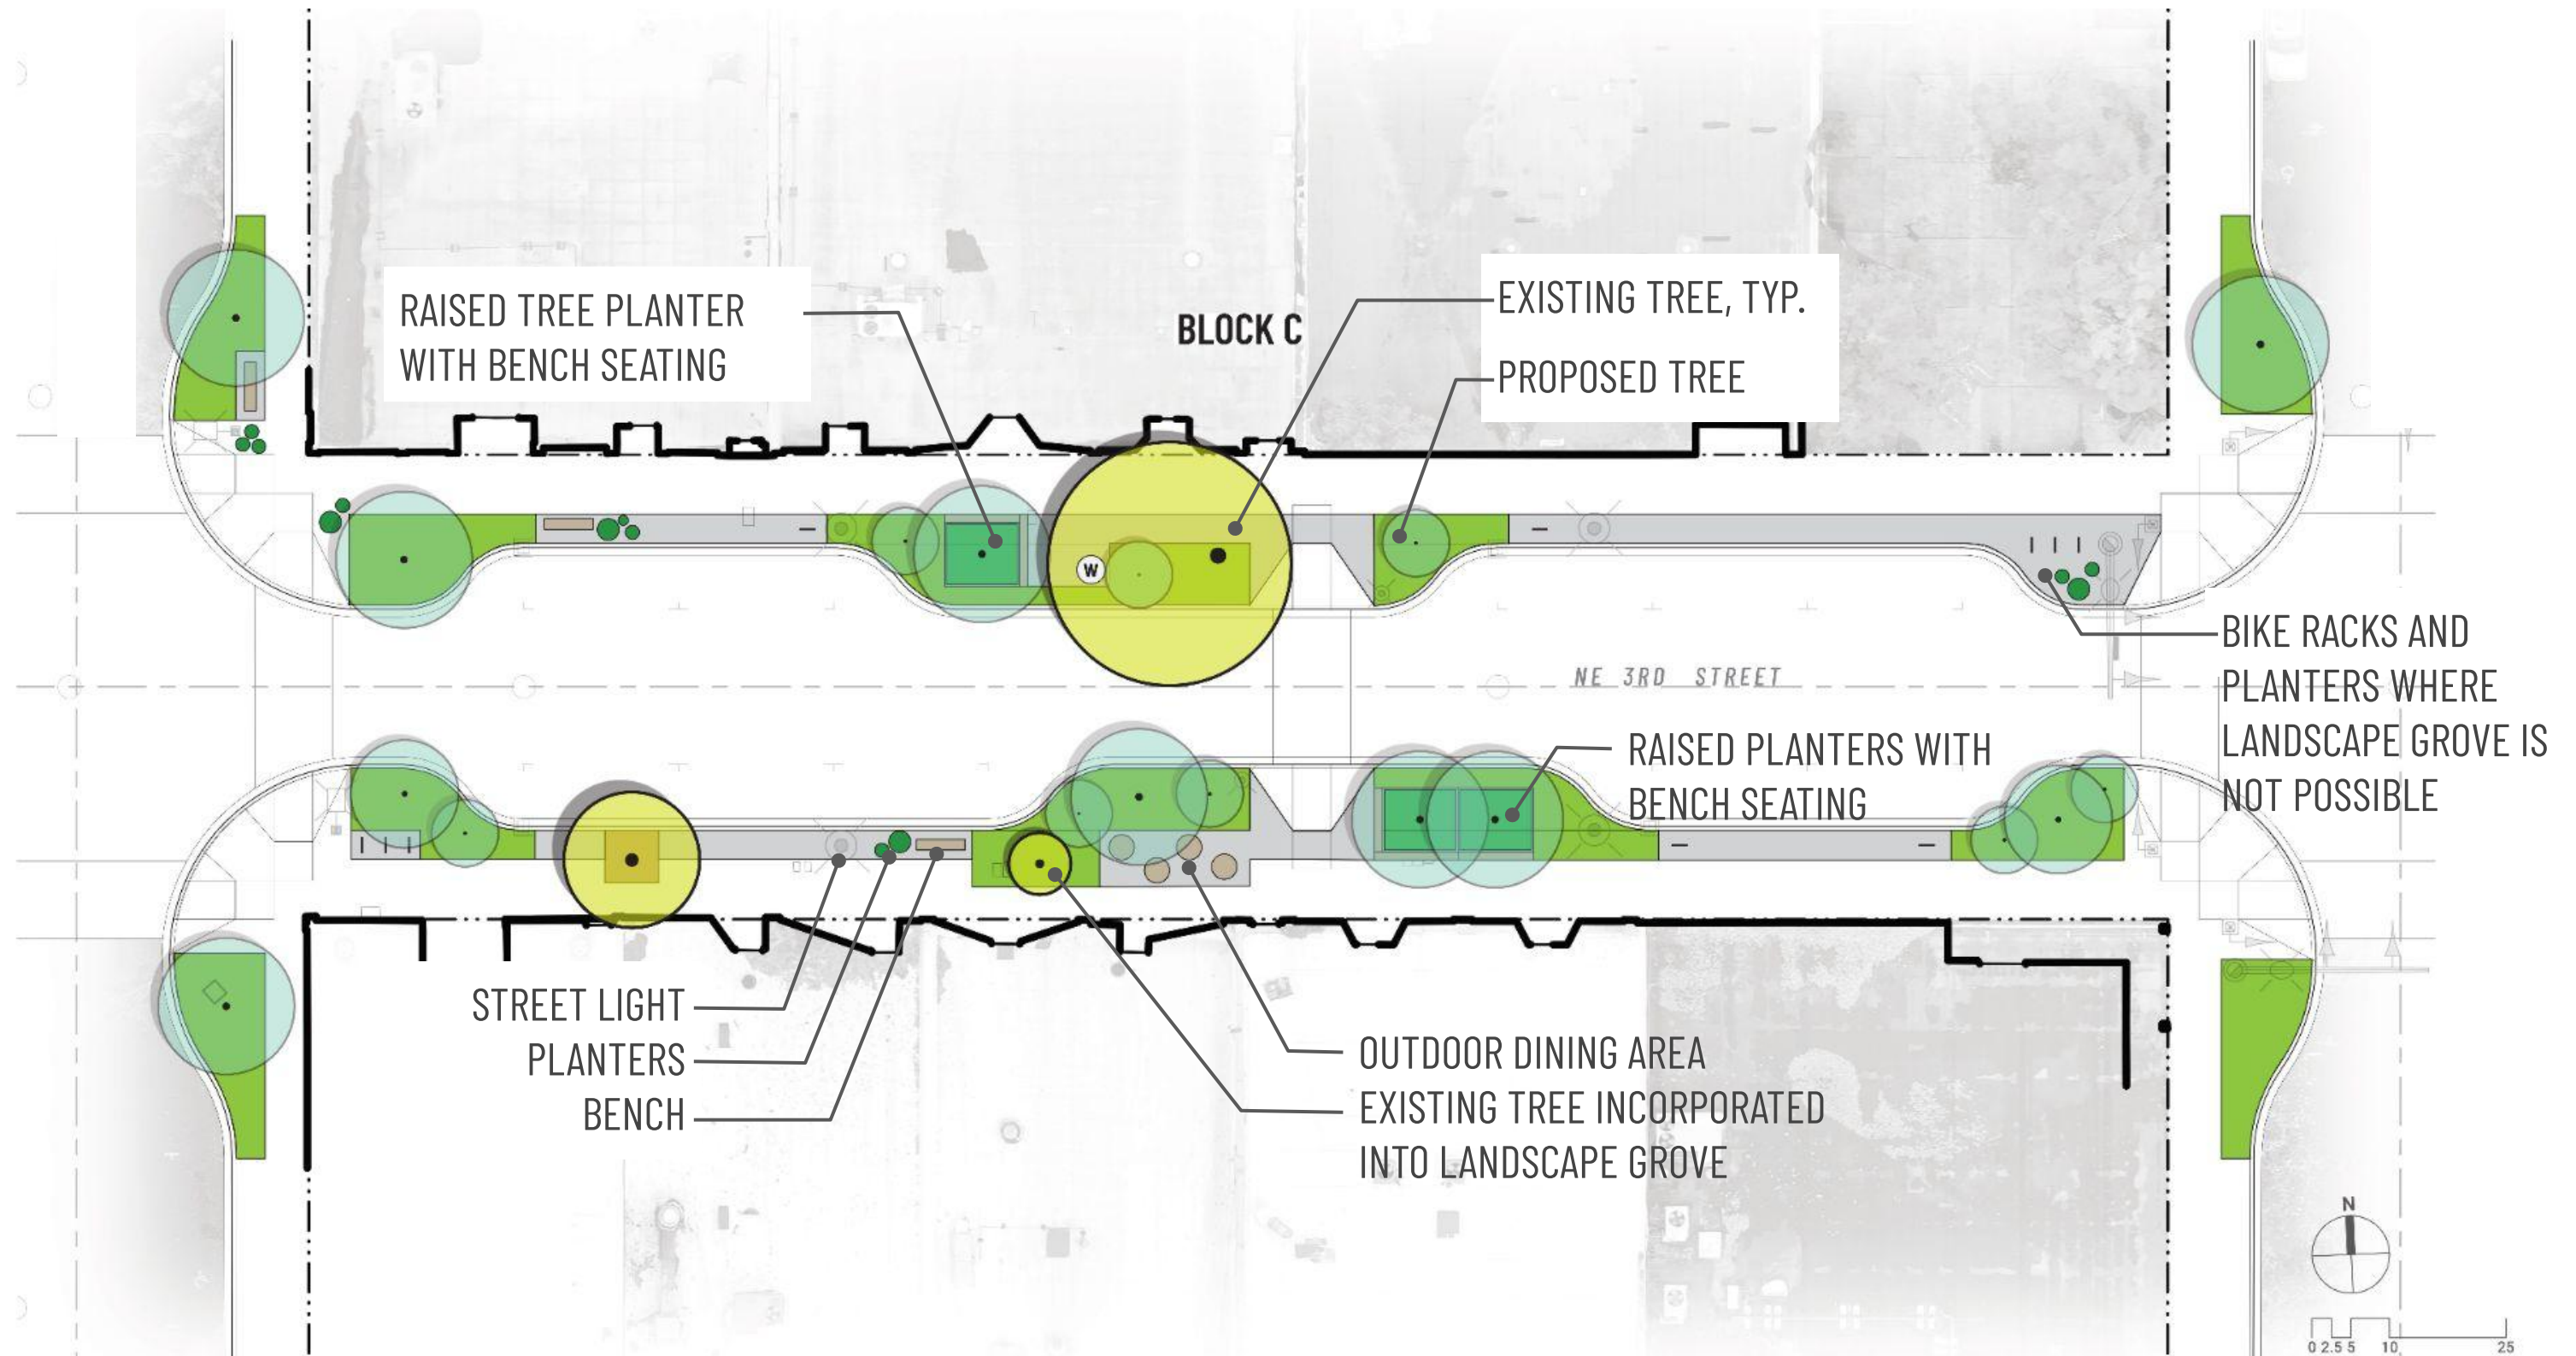 RAISED TREE PLANTER
WITH BENCH SEATING
BLOCK C
EXISTING TREE, TYP.
PROPOSED TREE
W
BIKE RACKS AND
PLANTERS WHERE
LANDSCAPE GROVE IS
NOT POSSIBLE
NE 3RD STREET
RAISED PLANTERS WITH
BENCH SEATING
STREET LIGHT
PLANTERS
BENCH
OUTDOOR DINING AREA
EXISTING TREE INCORPORATED
INTO LANDSCAPE GROVE
N
0 2.5 5 10 25